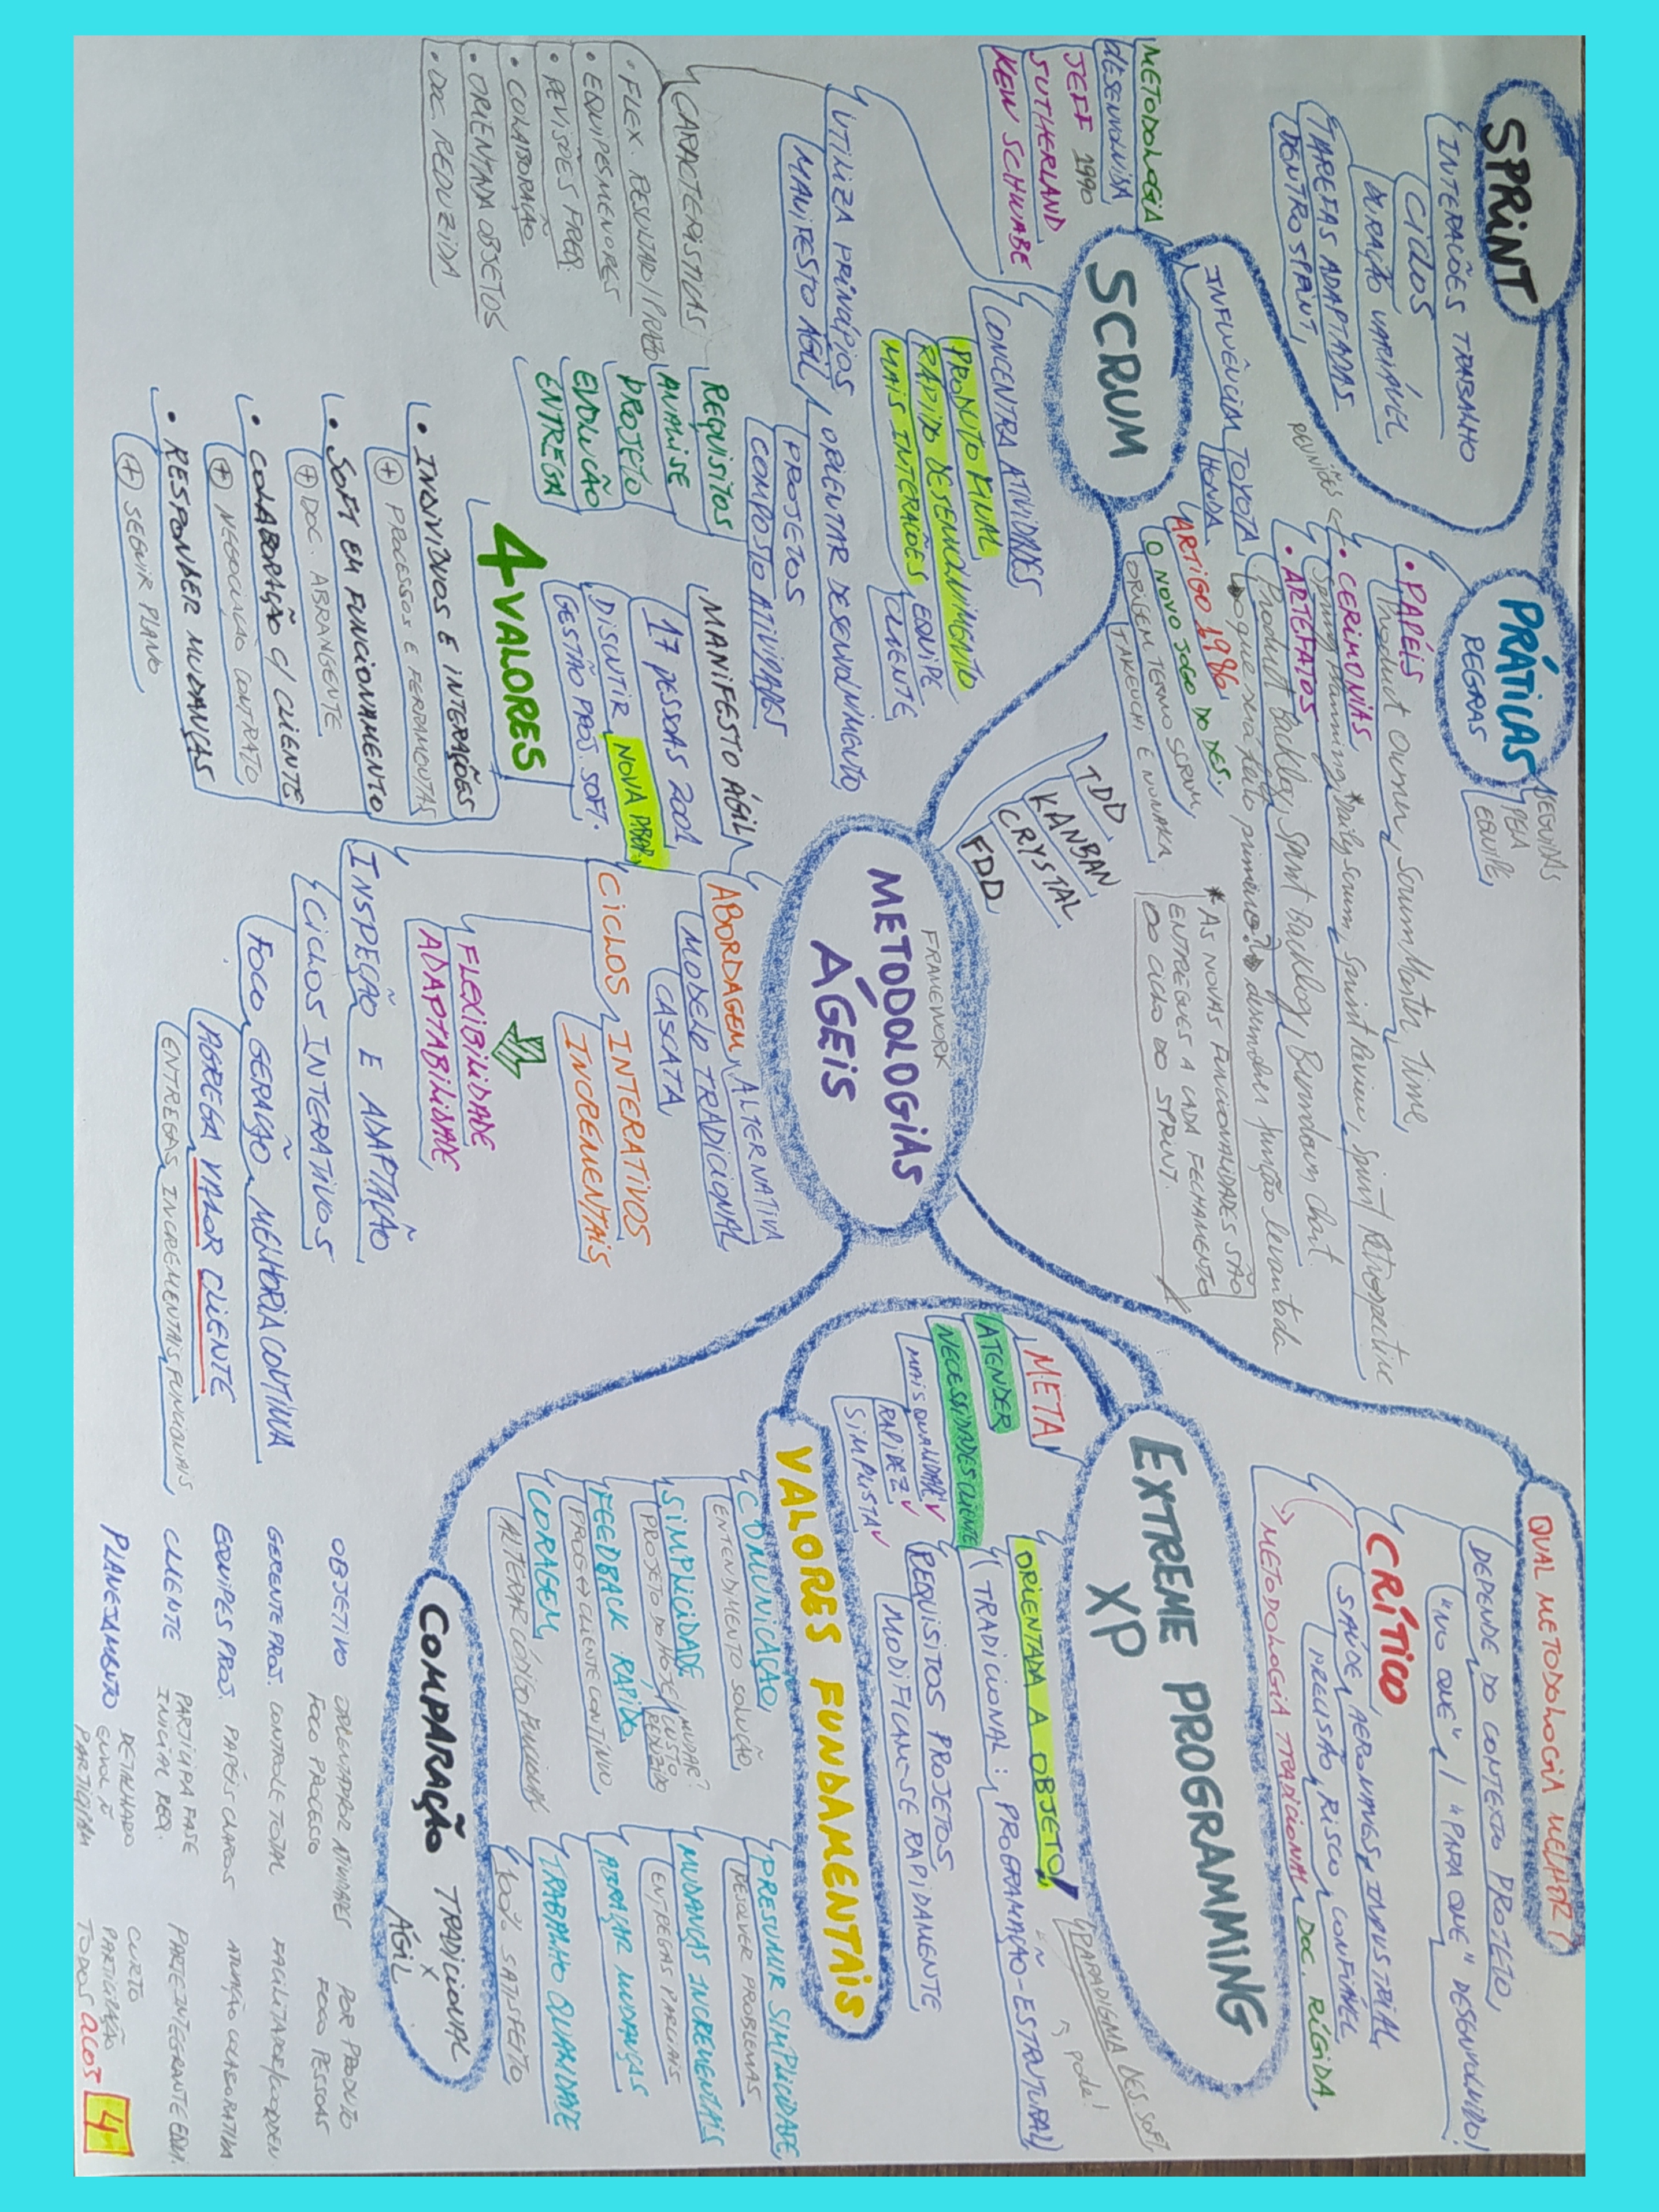 SPRINT
INTERAÇÕES TRABALHO
CICLOS
DURAÇÃO VARIÁVEL
TAREFAS ADAPTADAS
DENTRO SPRINT
PRÁTICAS
REGRAS
SEGUIDAS
PELA
EQUIPE
• PAPÉIS
Product Owner, Scrum Master, Time
• CERIMONIAS
REUNIÕES
Spring Planning, *Daily Scrum, Sprint Review, Sprint Retrospective
• ARTEFATOS
Product Backlog, Sprint Backlog, Burndown Chart
o que será feito primeiro? desenvolver função levantada
* AS NOVAS FUNCIONALIDADES SÃO
ENTREGUES A CADA FECHAMENTO
DO CICLO DO SPRINT.
INFLUÊNCIA TOYOTA
HONDA
ARTIGO 1986
O NOVO JOGO DO DES.
ORIGEM TERMO SCRUM
TAKEUCHI E NONAKA
SCRUM
METODOLOGIA
DESENVOLVIDA
JEFF 1990
SUTHERLAND
KEW SCHWABE
CONCENTRA ATIVIDADES
PRODUTO FINAL
RÁPIDO DESENVOLVIMENTO
MAIS INTERAÇÕES
EQUIPE
CLIENTE
UTILIZA PRINCÍPIOS
MANIFESTO ÁGIL
ORIENTAR DESENVOLVIMENTO
PROJETOS
COMPOSTO ATIVIDADES
REQUISITOS
ANÁLISE
PROJETO
EVOLUÇÃO
ENTREGA
CARACTERÍSTICAS
• FLEX. RESULTADO/PRAZO
• EQUIPES MENORES
• REVISÕES FREQ.
• COLABORAÇÃO
• ORIENTADA OBJETOS
• DOC. REDUZIDA
TDD
KANBAN
CRYSTAL
FDD
FRAMEWORK
METODOLOGIAS
ÁGEIS
MANIFESTO ÁGIL
17 PESSOAS 2001
DISCUTIR NOVA ABOR.
GESTÃO PROJ. SOFT.
4 VALORES
• INDIVÍDUOS E INTERAÇÕES
+ PROCESSOS E FERRAMENTAS
• SOFT EM FUNCIONAMENTO
+ DOC. ABRANGENTE
• COLABORAÇÃO C/ CLIENTE
+ NEGOCIAÇÃO CONTRATO
• RESPONDER MUDANÇAS
+ SEGUIR PLANO
ABORDAGEM ALTERNATIVA
MODELO TRADICIONAL
CASCATA
CICLOS INTERATIVOS
INCREMENTAIS
FLEXIBILIDADE
ADAPTABILIDADE
INSPEÇÃO E ADAPTAÇÃO
CICLOS INTERATIVOS
FOCO GERAÇÃO MELHORIA CONTÍNUA
AGREGA VALOR CLIENTE
ENTREGAS INCREMENTAIS FUNCIONAIS
QUAL METODOLOGIA MELHOR?
DEPENDE DO CONTEXTO PROJETO
"NO QUE" / "PARA QUE" DESENVOLVIDO!
CRÍTICO
SAÚDE, AERONAVES, INDUSTRIAL
PRECISÃO, RISCO, CONFIÁVEL
METODOLOGIA TRADICIONAL DOC. RÍGIDA
EXTREME PROGRAMMING
XP
META
ATENDER
NECESSIDADES CLIENTE
MAIS QUALIDADE ✓
RAPIDEZ ✓
SIMPLISTA ✓
PARADIGMA DES. SOFT
pode!
ORIENTADA A OBJETO!
(TRADICIONAL: PROGRAMAÇÃO-ESTRUTURAL)
REQUISITOS PROJETOS
MODIFICAM-SE RAPIDAMENTE
VALORES FUNDAMENTAIS
COMUNICAÇÃO
ENTENDIMENTO SOLUÇÃO
SIMPLICIDADE
PROJETO DO HOJE / MUDAR?
CUSTO
REDUZIDO
FEEDBACK RÁPIDO
PROG ↔ CLIENTE CONTÍNUO
CORAGEM
ALTERAR CÓDIGO FUNCIONAL
PRESUMIR SIMPLICIDADE
RESOLVER PROBLEMAS
MUDANÇAS INCREMENTAIS
ENTREGAS PARCIAIS
ABRAÇAR MUDANÇAS
TRABALHO QUALIDADE
100% SATISFEITO
COMPARAÇÃO TRADICIONAL
X
ÁGIL
OBJETIVO ORIENTAD POR ATIVIDADES POR PRODUTO
FOCO PROCESSO FOCO PESSOAS
GERENTE PROJ. CONTROLE TOTAL FACILITADOR/COORDEN
EQUIPES PROJ. PAPÉIS CLAROS ATUAÇÃO COLABORATIVA
CLIENTE PARTICIPA FASE PARTE INTEGRANTE
INICIAL REQ.
PLANEJAMENTO DETALHADO CURTO
ENVOL Ñ PARTICIPAÇÃO
PARTICIPAM TODOS
4